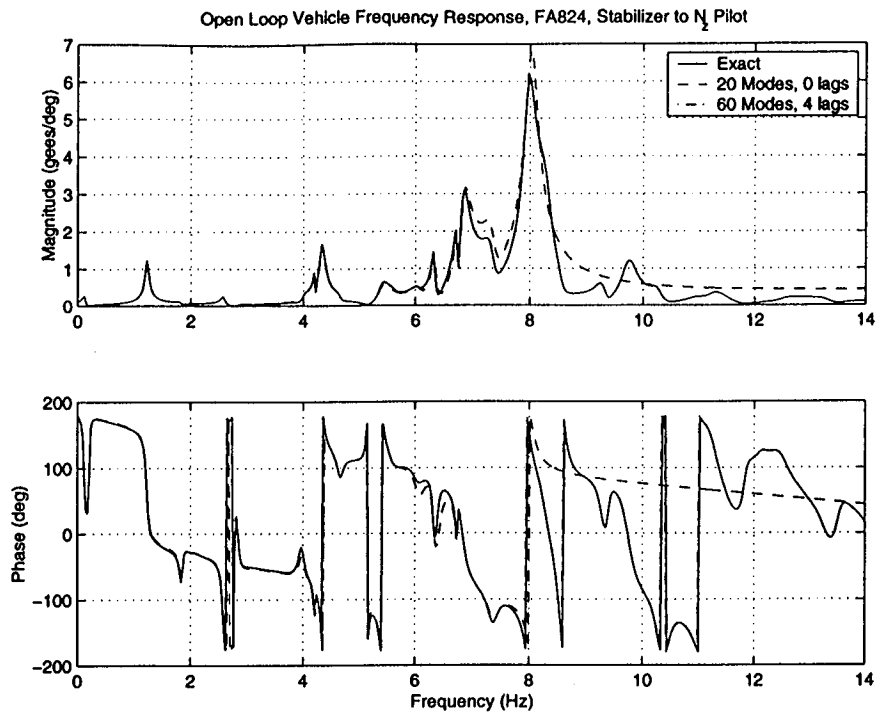 Open Loop Vehicle Frequency Response, FA824, Stabilizer to N_z Pilot
7
6
5
4
3
2
1
0
Magnitude (gees/deg)
Exact
20 Modes, 0 lags
60 Modes, 4 lags
0 2 4 6 8 10 12 14
200
100
0
−100
−200
Phase (deg)
0 2 4 6 8 10 12 14
Frequency (Hz)